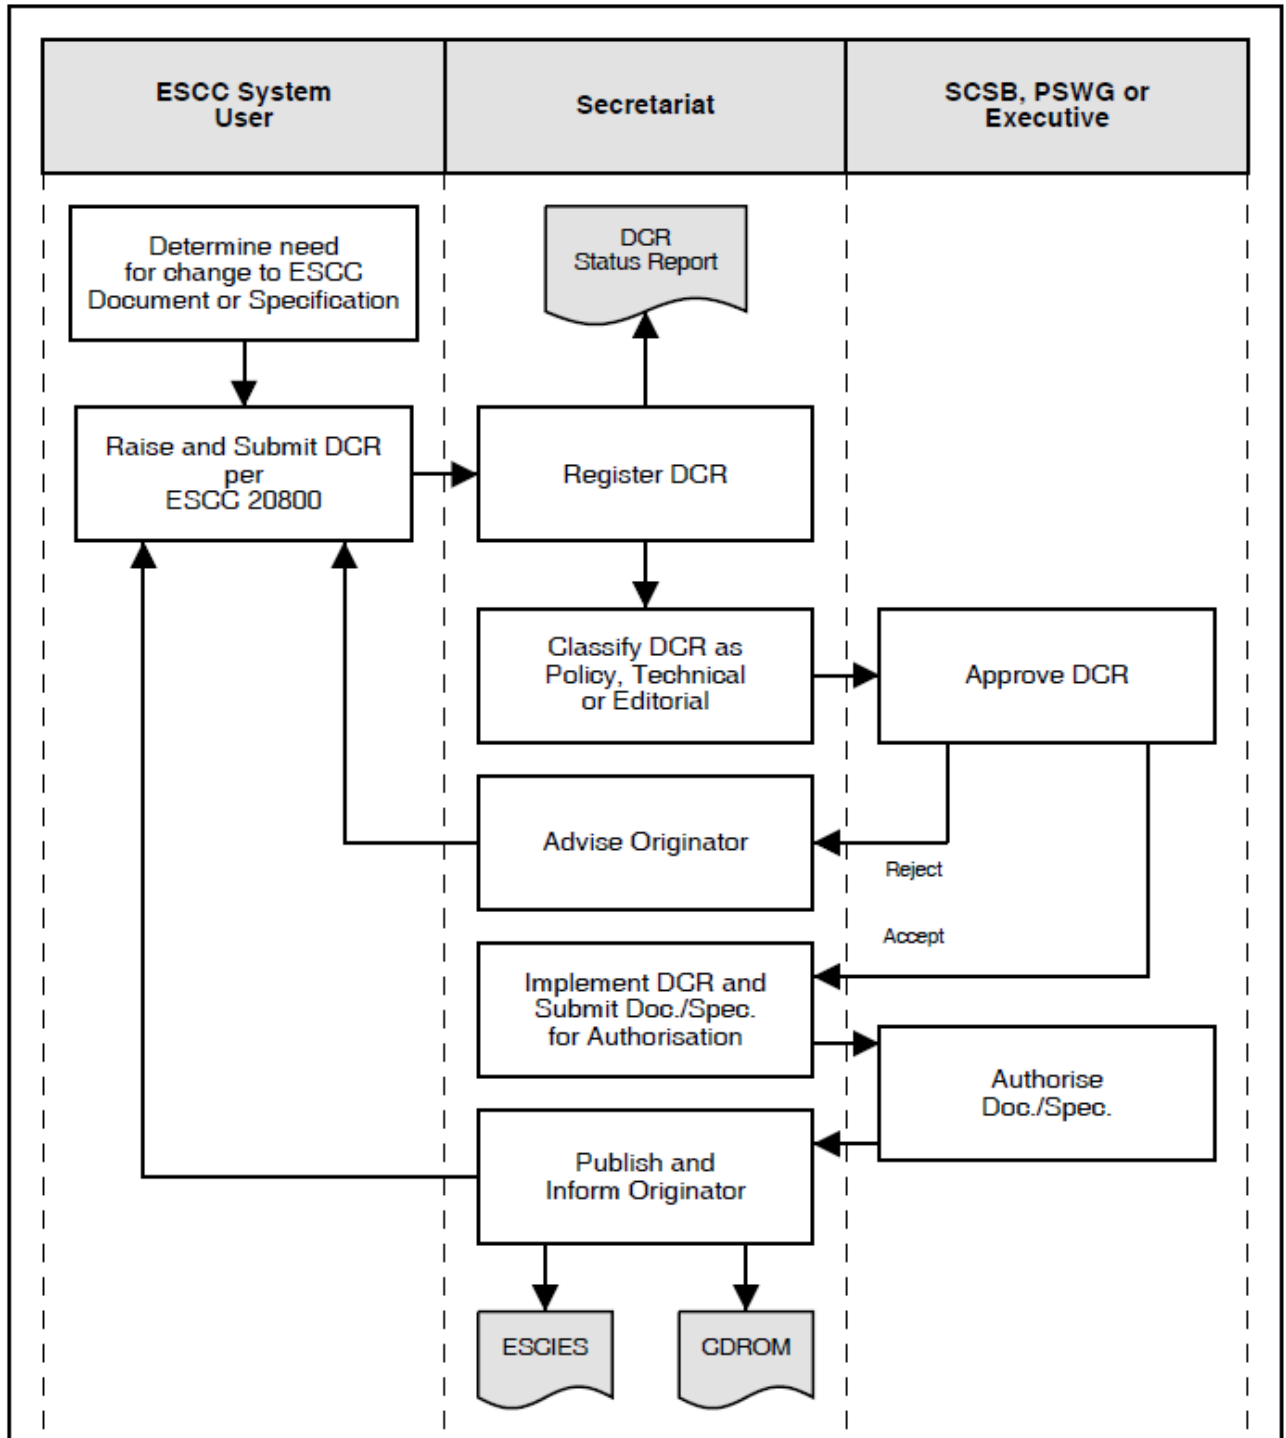 ESCC System
User
Secretariat
SCSB, PSWG or
Executive
Determine need
for change to ESCC
Document or Specification
DCR
Status Report
Raise and Submit DCR
per
ESCC 20800
Register DCR
Classify DCR as
Policy, Technical
or Editorial
Approve DCR
Advise Originator
Reject
Accept
Implement DCR and
Submit Doc./Spec.
for Authorisation
Authorise
Doc./Spec.
Publish and
Inform Originator
ESCIES
CDROM